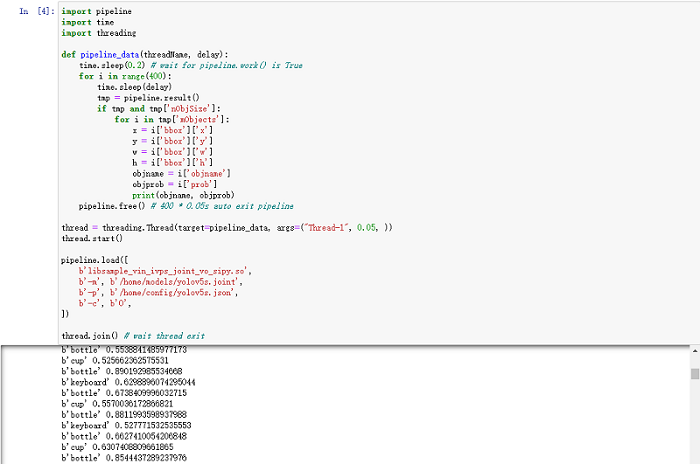 In [4]: import pipeline
import time
import threading
def pipeline_data(threadName, delay):
time.sleep(0.2) # wait for pipeline.work() is True
for i in range(400):
time.sleep(delay)
tmp = pipeline.result()
if tmp and tmp['nObjSize']:
for i in tmp['mObjects']:
x = i['bbox']['x']
y = i['bbox']['y']
w = i['bbox']['w']
h = i['bbox']['h']
objname = i['objname']
objprob = i['prob']
print(objname, objprob)
pipeline.free() # 400 * 0.05s auto exit pipeline
thread = threading.Thread(target=pipeline_data, args=("Thread-1", 0.05, ))
thread.start()
pipeline.load([
b'libsample_vin_ivps_joint_vo_sipy.so',
b'-m', b'/home/models/yolov5s.joint',
b'-p', b'/home/config/yolov5s.json',
b'-c', b'0',
])
thread.join() # wait thread exit
b'bottle' 0.5538841485977173
b'cup' 0.525662362575531
b'bottle' 0.890192985534668
b'keyboard' 0.6298896074295044
b'bottle' 0.6738409996032715
b'cup' 0.5570036172866821
b'bottle' 0.8811993598937988
b'keyboard' 0.527771532535553
b'bottle' 0.6627410054206848
b'cup' 0.6307408809661865
b'bottle' 0.8544437289237976